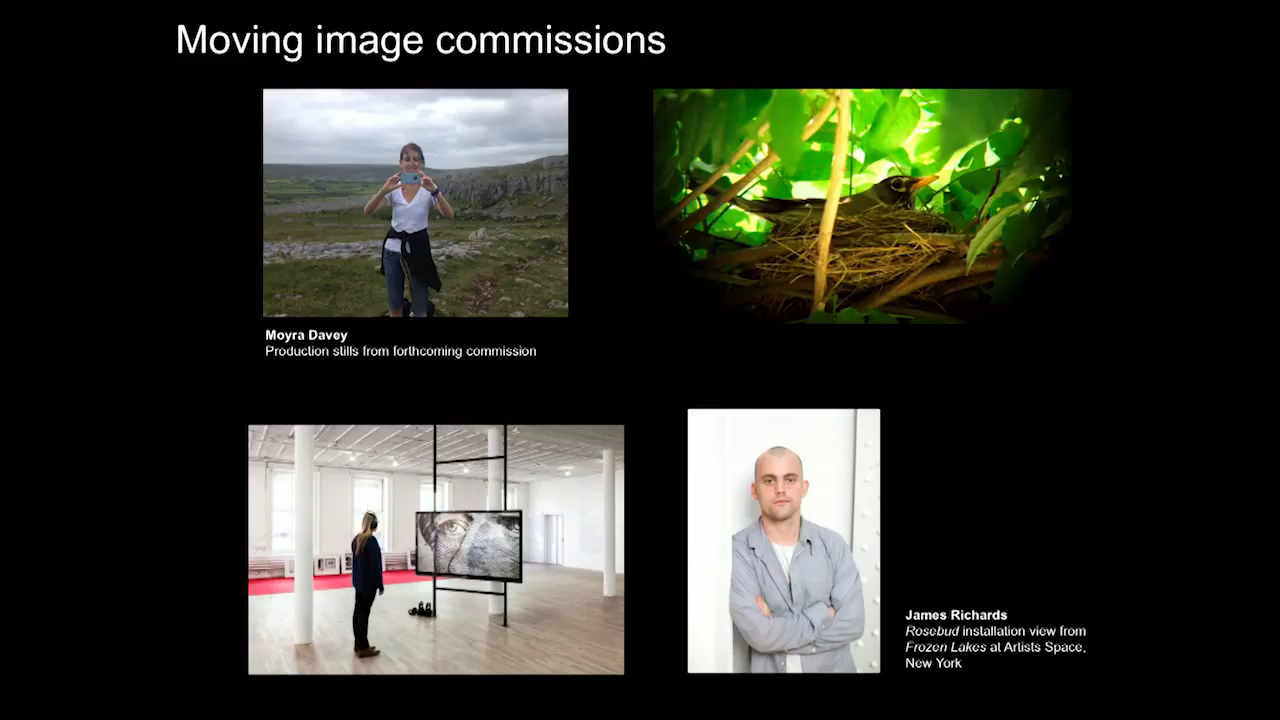 Moving image commissions
Moyra Davey
Production stills from forthcoming commission
James Richards
Rosebud installation view from
Frozen Lakes at Artists Space,
New York